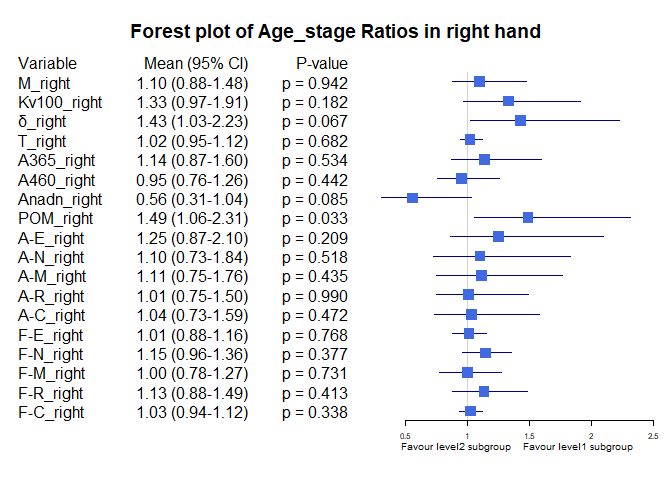 Forest plot of Age_stage Ratios in right hand
Variable Mean (95% CI) P-value
M_right 1.10 (0.88-1.48) p = 0.942
Kv100_right 1.33 (0.97-1.91) p = 0.182
δ_right 1.43 (1.03-2.23) p = 0.067
T_right 1.02 (0.95-1.12) p = 0.682
A365_right 1.14 (0.87-1.60) p = 0.534
A460_right 0.95 (0.76-1.26) p = 0.442
Anadn_right 0.56 (0.31-1.04) p = 0.085
POM_right 1.49 (1.06-2.31) p = 0.033
A-E_right 1.25 (0.87-2.10) p = 0.209
A-N_right 1.10 (0.73-1.84) p = 0.518
A-M_right 1.11 (0.75-1.76) p = 0.435
A-R_right 1.01 (0.75-1.50) p = 0.990
A-C_right 1.04 (0.73-1.59) p = 0.472
F-E_right 1.01 (0.88-1.16) p = 0.768
F-N_right 1.15 (0.96-1.36) p = 0.377
F-M_right 1.00 (0.78-1.27) p = 0.731
F-R_right 1.13 (0.88-1.49) p = 0.413
F-C_right 1.03 (0.94-1.12) p = 0.338
0.5 1 1.5 2 2.5
Favour level2 subgroup Favour level1 subgroup